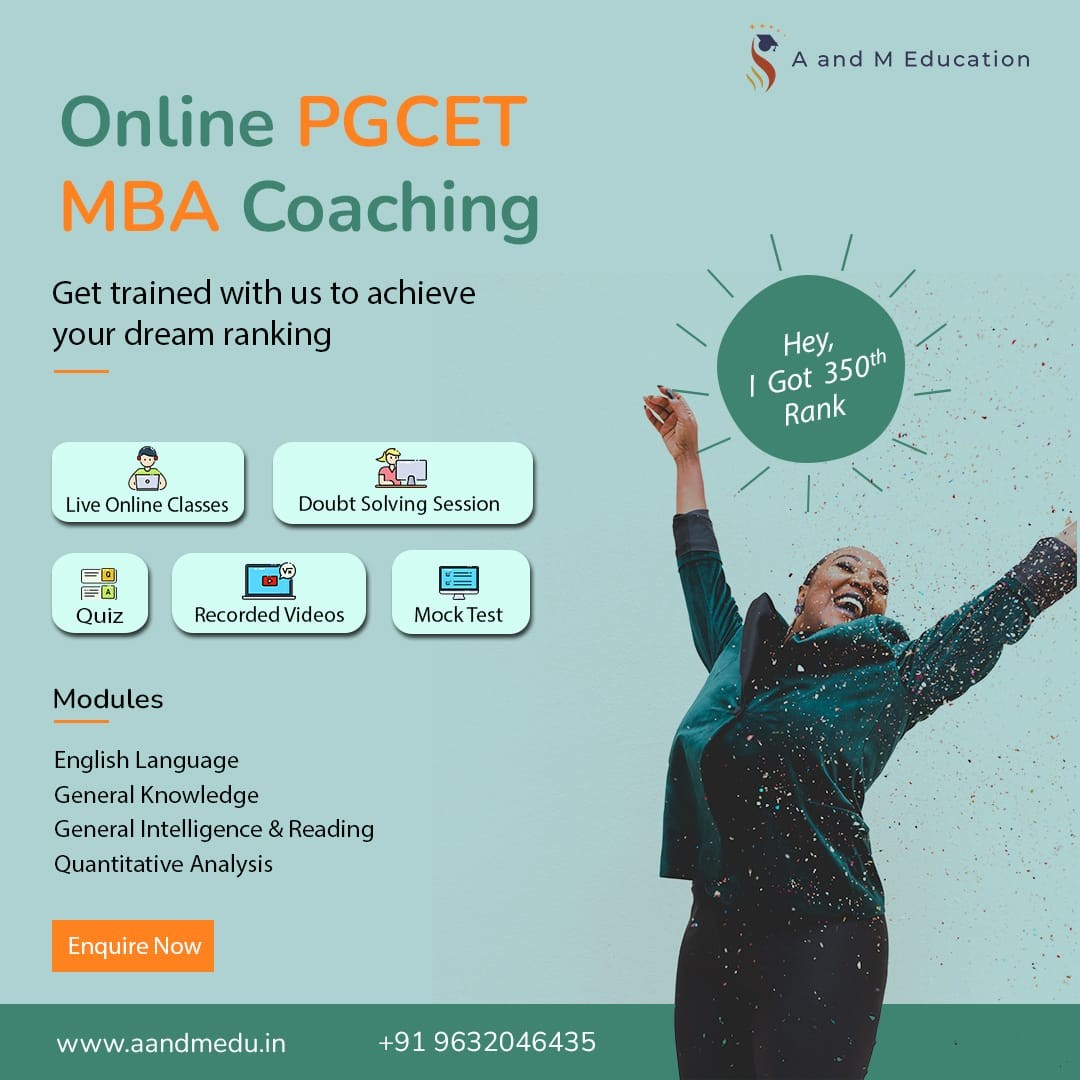 A and M Education
Online PGCET
MBA Coaching
Get trained with us to achieve
your dream ranking
Hey,
I Got 350th
Rank
Live Online Classes
Doubt Solving Session
Quiz
Recorded Videos
Mock Test
Modules
English Language
General Knowledge
General Intelligence & Reading
Quantitative Analysis
Enquire Now
www.aandmedu.in
+91 9632046435